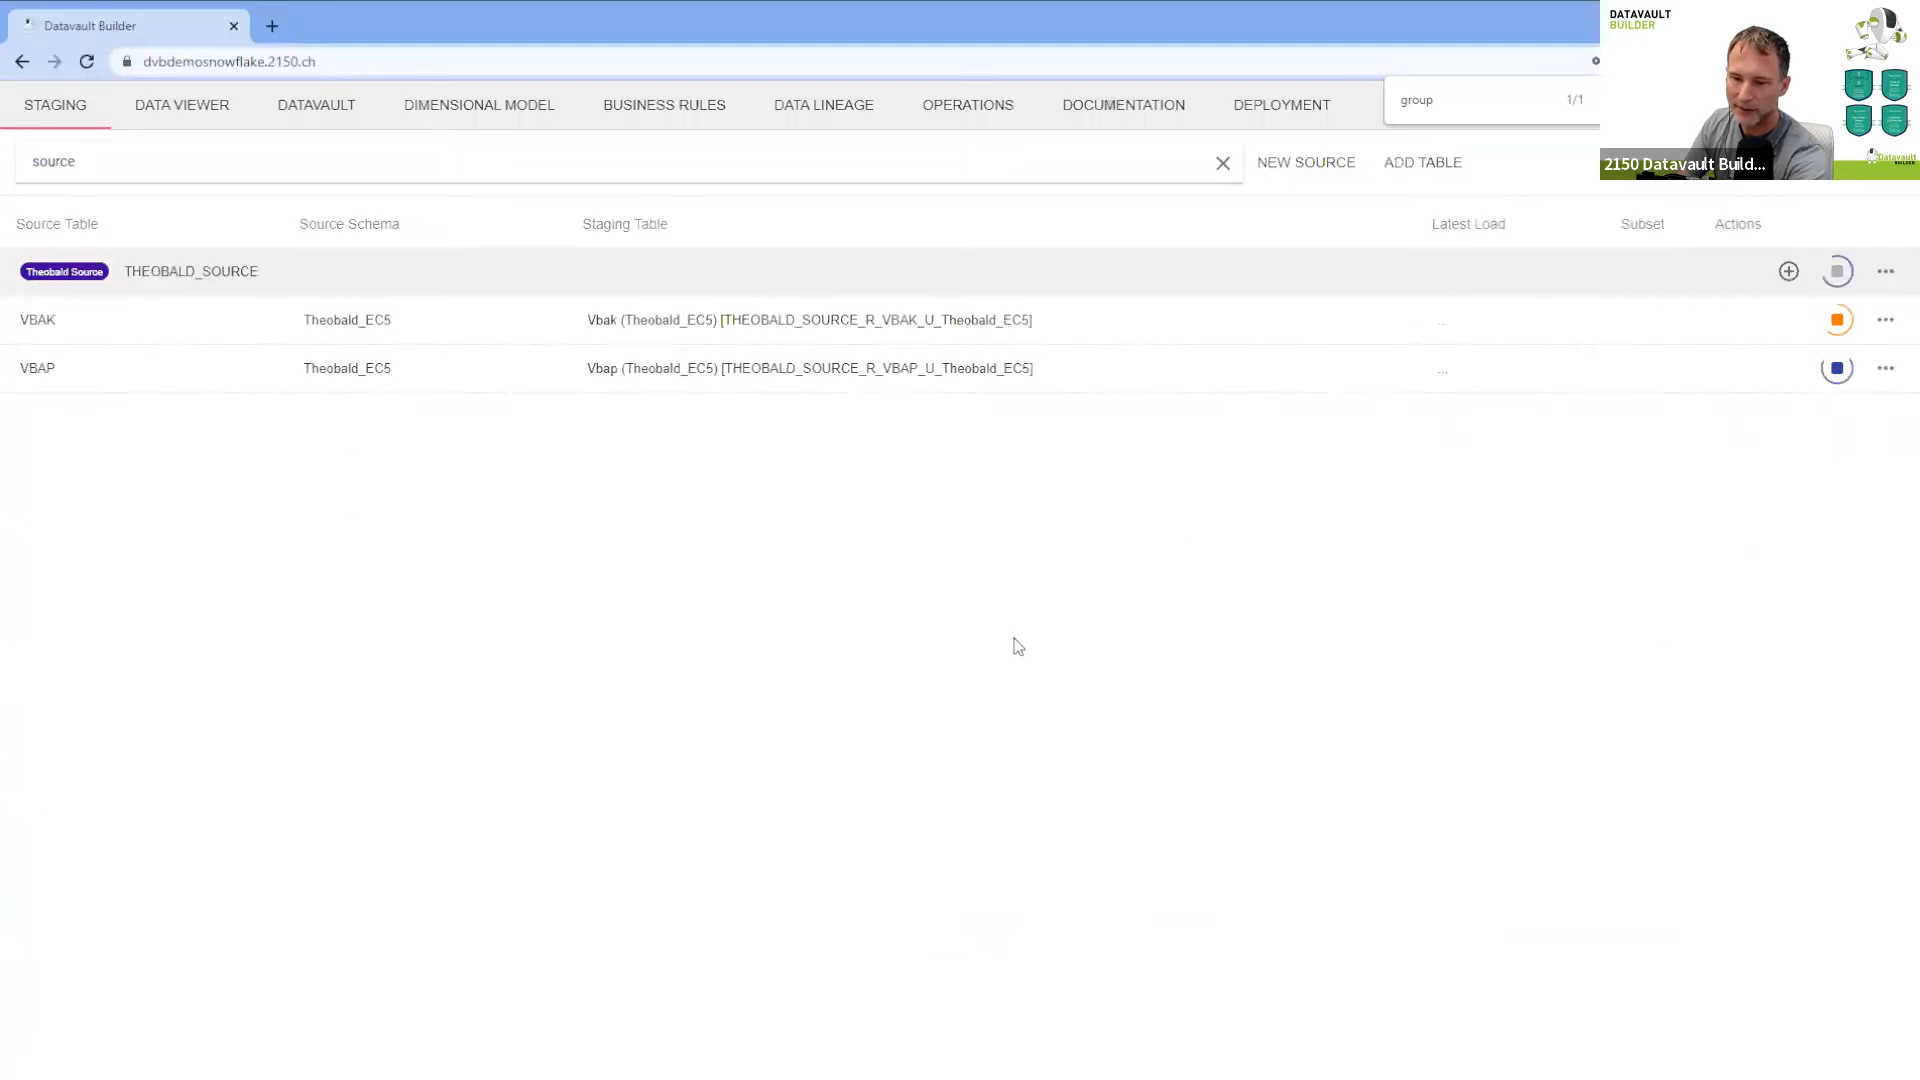 Datavault Builder
dvbdemosnowflake.2150.ch
STAGING DATA VIEWER DATAVAULT DIMENSIONAL MODEL BUSINESS RULES DATA LINEAGE OPERATIONS DOCUMENTATION DEPLOYMENT
group 1/1
DATAVAULT
BUILDER
2150 Datavault Build...
Datavault
BUILDER
source NEW SOURCE ADD TABLE
Source Table Source Schema Staging Table Latest Load Subset Actions
Theobald Source THEOBALD_SOURCE
VBAK Theobald_EC5 Vbak (Theobald_EC5) [THEOBALD_SOURCE_R_VBAK_U_Theobald_EC5] ...
VBAP Theobald_EC5 Vbap (Theobald_EC5) [THEOBALD_SOURCE_R_VBAP_U_Theobald_EC5] ...